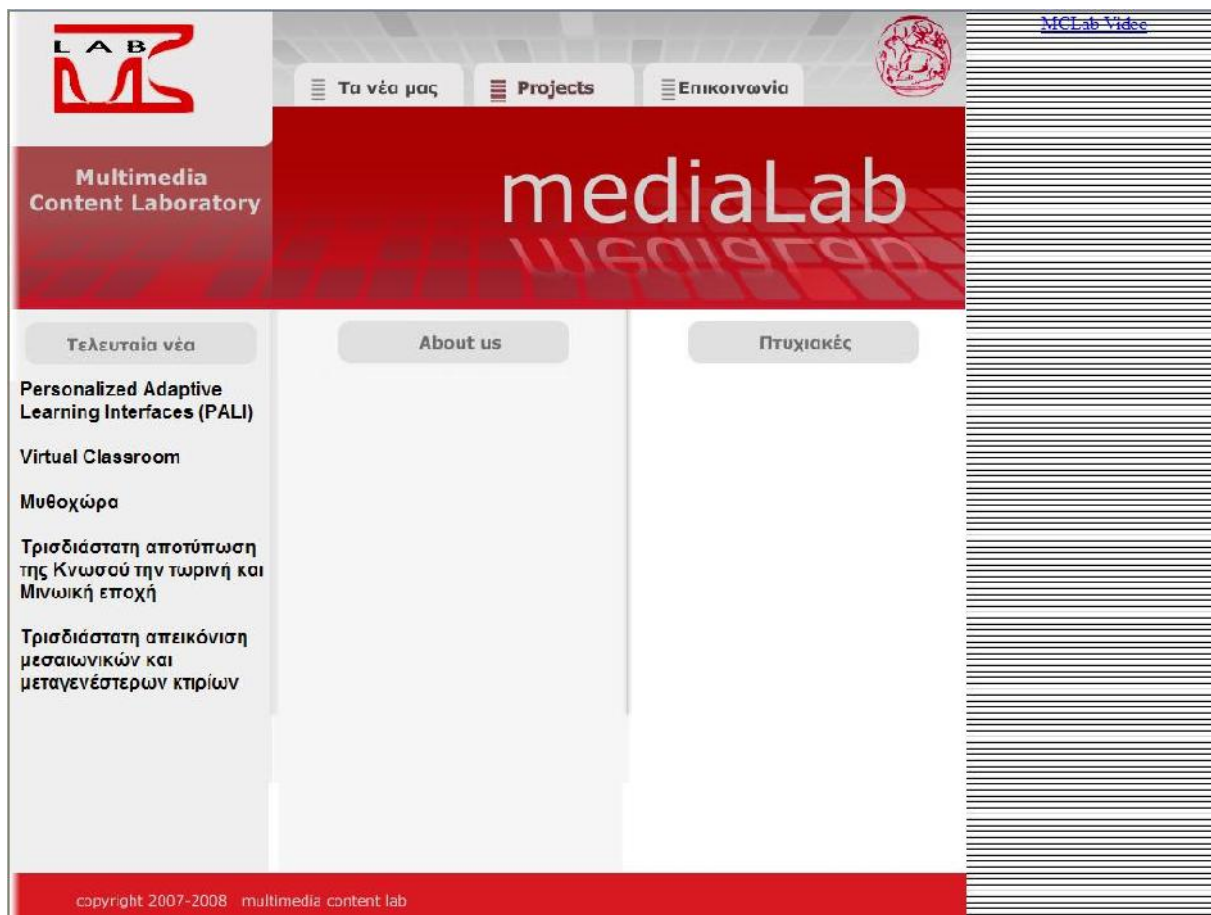 LAB
MC
MCLab Video
Τα νέα μας
Projects
Επικοινωνία
Multimedia
Content Laboratory
mediaLab
Τελευταία νέα
About us
Πτυχιακές
Personalized Adaptive
Learning Interfaces (PALI)
Virtual Classroom
Μυθοχώρα
Τρισδιάστατη αποτύπωση
της Κνωσού την τωρινή και
Μινωική εποχή
Τρισδιάστατη απεικόνιση
μεσαιωνικών και
μεταγενέστερων κτιρίων
copyright 2007-2008 multimedia content lab